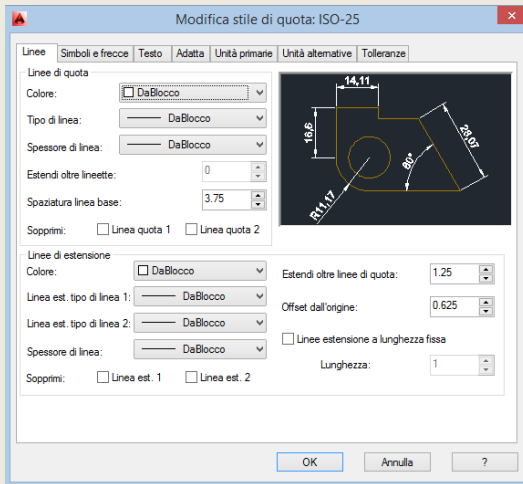 Modifica stile di quota: ISO-25
Linee Simboli e frecce Testo Adatta Unità primarie Unità alternative Tolleranze
Linee di quota
Colore: DaBlocco
Tipo di linea: DaBlocco
Spessore di linea: DaBlocco
Estendi oltre lineette: 0
Spaziatura linea base: 3.75
Sopprimi: Linea quota 1 Linea quota 2
14,11
16,6
28,07
80°
R11,17
Linee di estensione
Colore: DaBlocco
Linea est. tipo di linea 1: DaBlocco
Linea est. tipo di linea 2: DaBlocco
Spessore di linea: DaBlocco
Sopprimi: Linea est. 1 Linea est. 2
Estendi oltre linee di quota: 1.25
Offset dall'origine: 0.625
Linee estensione a lunghezza fissa
Lunghezza: 1
OK Annulla ?